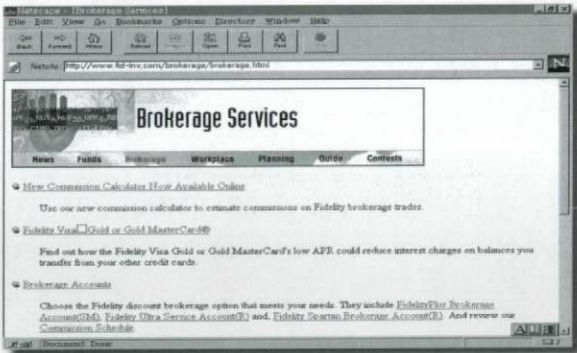 Netscape - [Brokerage Services]
File Edit View Go Bookmarks Options Directory Window Help
Back Forward Home Reload Open Print Find
Netsite: http://www.fid-inv.com/brokerage/brokerage.html
Brokerage Services
News Funds Brokerage Workplace Planning Guide Contests
New Commission Calculator Now Available Online
Use our new commission calculator to estimate commissions on Fidelity brokerage trades.
Fidelity Visa□Gold or Gold MasterCard®
Find out how the Fidelity Visa Gold or Gold MasterCard's low APR could reduce interest charges on balances you
transfer from your other credit cards.
Brokerage Accounts
Choose the Fidelity discount brokerage option that meets your needs. They include FidelityPlus Brokerage
Account(SM), Fidelity Ultra Service Account(R) and, Fidelity Spartan Brokerage Account(R). And review our
Commission Schedule.
Document: Done